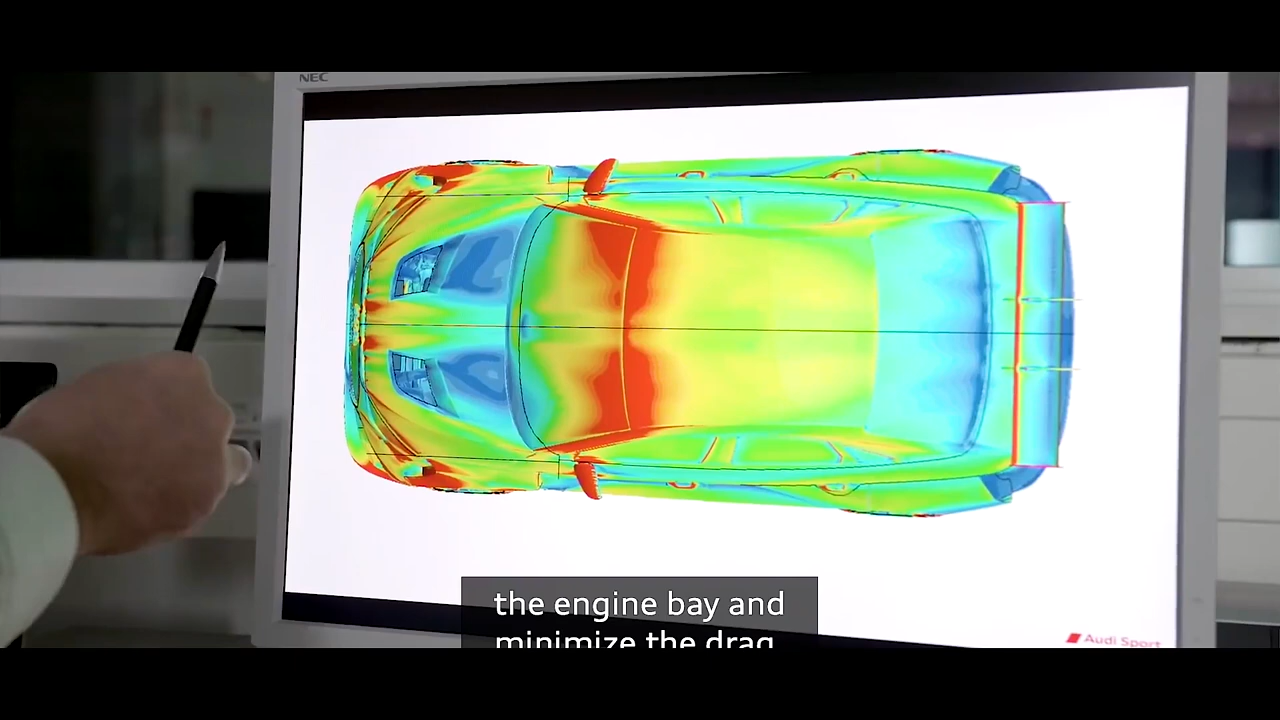 NEC
the engine bay and
minimize the drag
Audi Sport